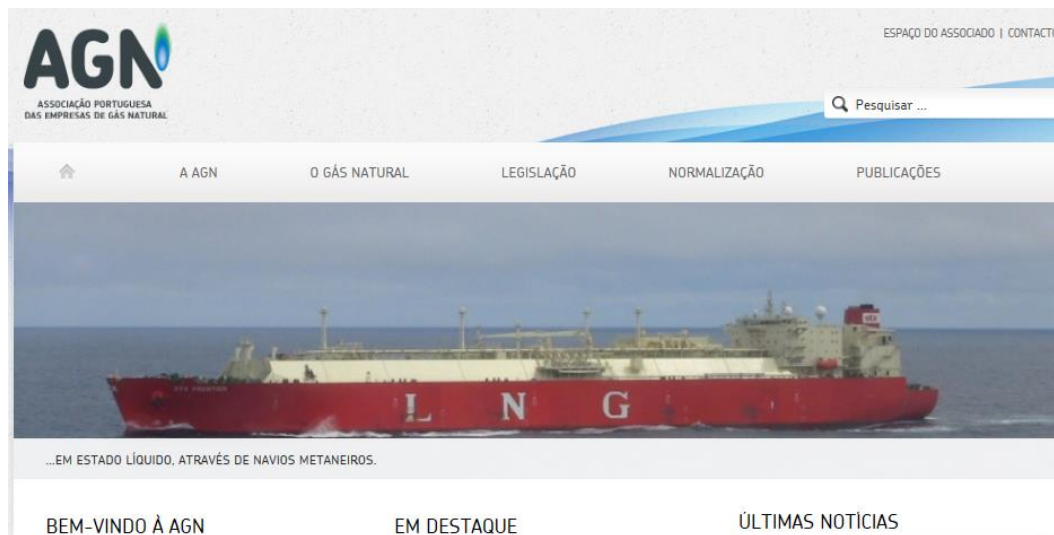 AGN
ASSOCIAÇÃO PORTUGUESA
DAS EMPRESAS DE GÁS NATURAL
ESPAÇO DO ASSOCIADO | CONTACT
Pesquisar ...
A AGN O GÁS NATURAL LEGISLAÇÃO NORMALIZAÇÃO PUBLICAÇÕES
L N G
...EM ESTADO LÍQUIDO, ATRAVÉS DE NAVIOS METANEIROS.
BEM-VINDO À AGN EM DESTAQUE ÚLTIMAS NOTÍCIAS